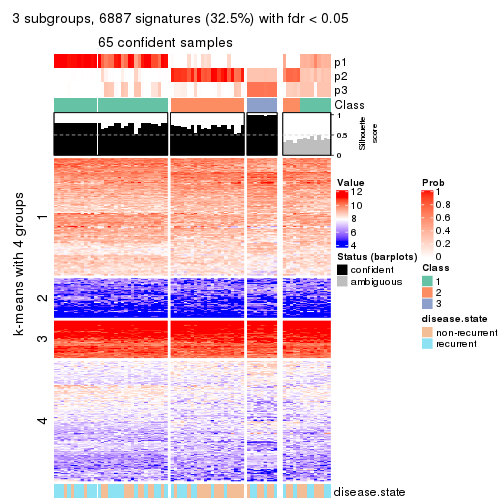 3 subgroups, 6887 signatures (32.5%) with fdr < 0.05
65 confident samples
p1
p2
p3
Class
1
0.5
0
Silhouette
score
k-means with 4 groups
1
2
3
4
disease.state
Value
12
10
8
6
4
Status (barplots)
confident
ambiguous
Prob
1
0.8
0.6
0.4
0.2
0
Class
1
2
3
disease.state
non-recurrent
recurrent